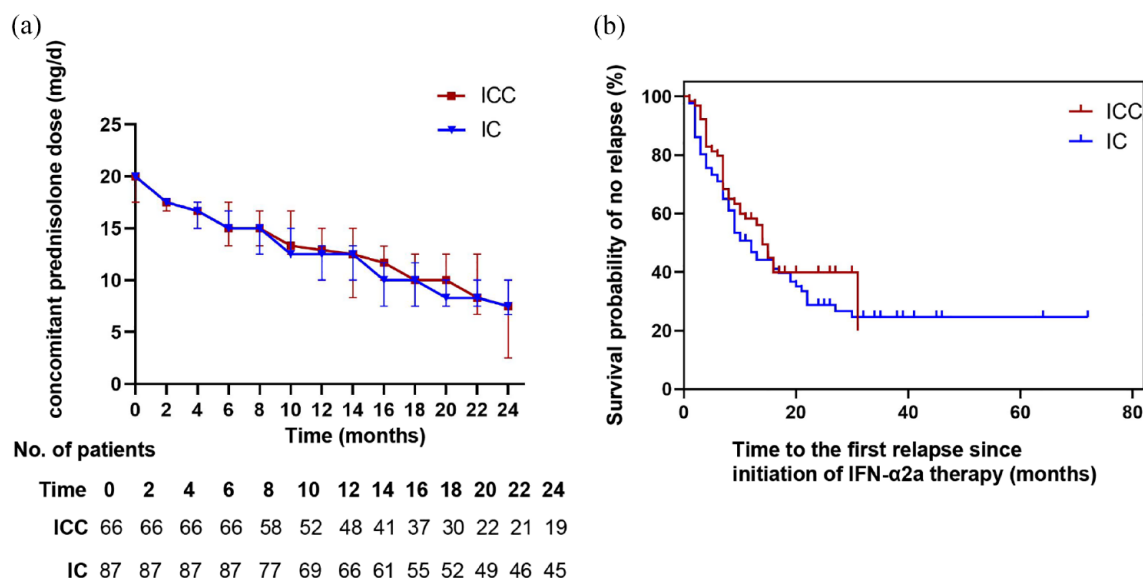 (a)
concomitant prednisolone dose (mg/d)
ICC
IC
25
20
15
10
5
0
0 2 4 6 8 10 12 14 16 18 20 22 24
Time (months)
No. of patients
Time 0 2 4 6 8 10 12 14 16 18 20 22 24
ICC 66 66 66 66 58 52 48 41 37 30 22 21 19
IC 87 87 87 87 77 69 66 61 55 52 49 46 45
(b)
Survival probability of no relapse (%)
ICC
IC
100
80
60
40
20
0
0 20 40 60 80
Time to the first relapse since
initiation of IFN-α2a therapy (months)